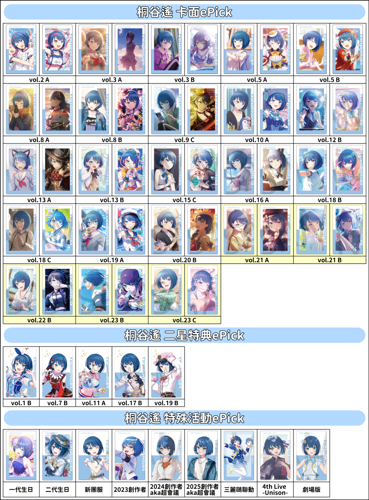 桐谷遙 卡面ePick
vol.2 A
vol.3 A
vol.3 B
vol.5 A
vol.5 B
vol.8 A
vol.8 B
vol.9 C
vol.10 A
vol.12 B
vol.13 A
vol.13 B
vol.15 C
vol.16 A
vol.18 B
vol.18 C
vol.19 A
vol.20 B
vol.21 A
vol.21 B
vol.22 B
vol.23 B
vol.23 C
桐谷遙 二星特典ePick
vol.1 B
vol.7 B
vol.11 A
vol.17 B
vol.19 B
桐谷遙 特殊活動ePick
一代生日
二代生日
新團服
2023創作者
2024創作者
aka超會議
2025創作者
aka超會議
三麗鷗聯動
4th Live
-Unison-
劇場版